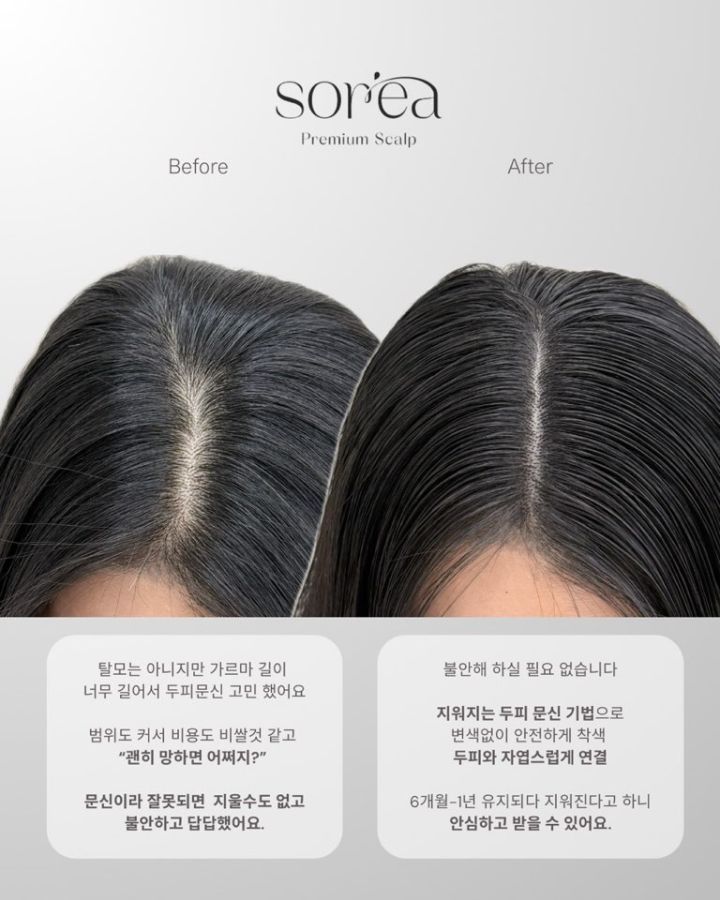 sorea
Premium Scalp
Before
After
탈모는 아니지만 가르마 길이
너무 길어서 두피문신 고민 했어요
범위도 커서 비용도 비쌀것 같고
“괜히 망하면 어쩌지?”
문신이라 잘못되면 지울수도 없고
불안하고 답답했어요.
불안해 하실 필요 없습니다
지워지는 두피 문신 기법으로
변색없이 안전하게 착색
두피와 자엽스럽게 연결
6개월-1년 유지되다 지워진다고 하니
안심하고 받을 수 있어요.